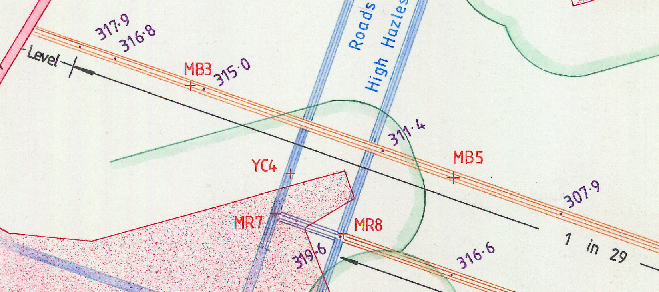 317·9
316·8
Level
MB3
315·0
Roads
High Hazles
311·4
MB5
YC4
307·9
MR7
MR8
319·6
316·6
1 in 29